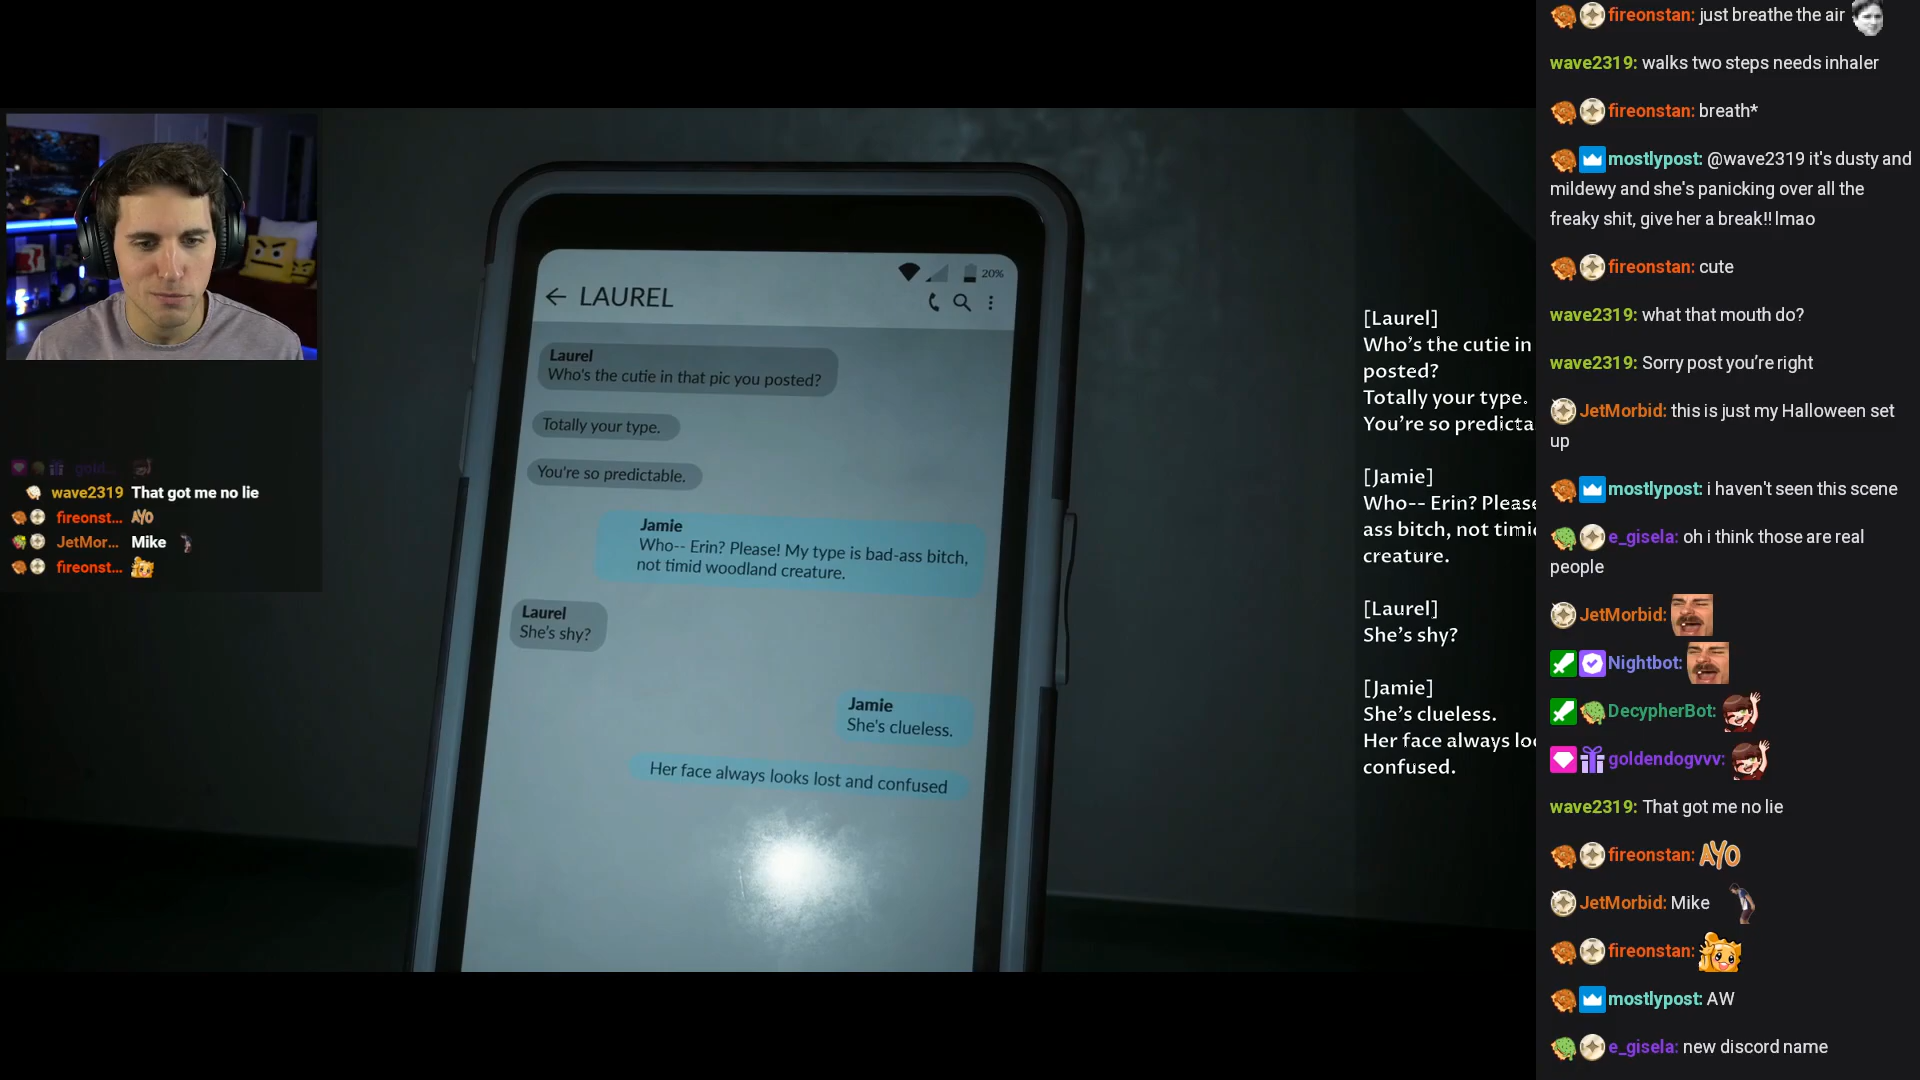 20%
LAUREL
Laurel
Who's the cutie in that pic you posted?
Totally your type.
You're so predictable.
Jamie
Who-- Erin? Please! My type is bad-ass bitch,
not timid woodland creature.
Laurel
She's shy?
Jamie
She's clueless.
Her face always looks lost and confused
[Laurel]
Who's the cutie in
posted?
Totally your type.
You're so predicta
[Jamie]
Who-- Erin? Please
ass bitch, not timi
creature.
[Laurel]
She's shy?
[Jamie]
She's clueless.
Her face always loo
confused.
gold...
wave2319 That got me no lie
fireonst... AYO
JetMor... Mike
fireonst...
fireonstan: just breathe the air
wave2319: walks two steps needs inhaler
fireonstan: breath*
mostlypost: @wave2319 it's dusty and
mildewy and she's panicking over all the
freaky shit, give her a break!! lmao
fireonstan: cute
wave2319: what that mouth do?
wave2319: Sorry post you're right
JetMorbid: this is just my Halloween set
up
mostlypost: i haven't seen this scene
e_gisela: oh i think those are real
people
JetMorbid:
Nightbot:
DecypherBot:
goldendogvvv:
wave2319: That got me no lie
fireonstan: AYO
JetMorbid: Mike
fireonstan:
mostlypost: AW
e_gisela: new discord name